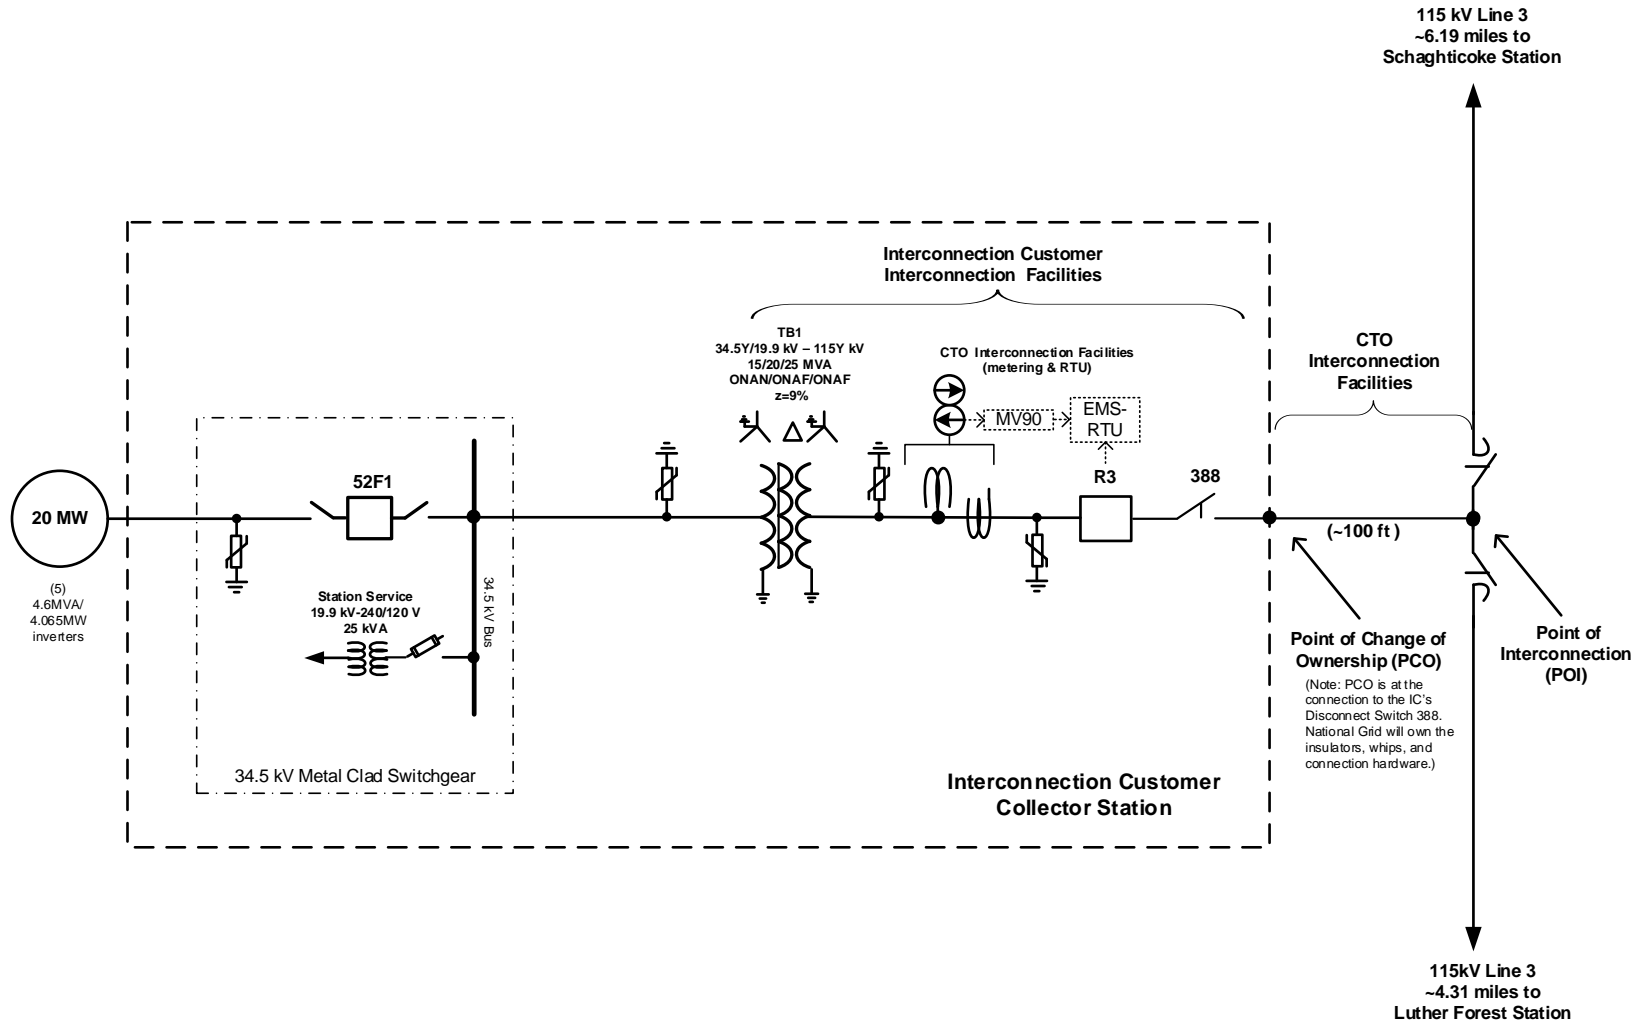 115 kV Line 3
~6.19 miles to
Schaghticoke Station
Interconnection Customer
Interconnection Facilities
TB1
34.5Y/19.9 kV – 115Y kV
15/20/25 MVA
ONAN/ONAF/ONAF
z=9%
CTO Interconnection Facilities
(metering & RTU)
MV90
EMS-
RTU
CTO
Interconnection
Facilities
52F1
R3
388
20 MW
(~100 ft )
(5)
4.6MVA/
4.065MW
inverters
Station Service
19.9 kV-240/120 V
25 kVA
34.5 kV Bus
34.5 kV Metal Clad Switchgear
Interconnection Customer
Collector Station
Point of Change of
Ownership (PCO)
(Note: PCO is at the
connection to the IC's
Disconnect Switch 388.
National Grid will own the
insulators, whips, and
connection hardware.)
Point of
Interconnection
(POI)
115kV Line 3
~4.31 miles to
Luther Forest Station